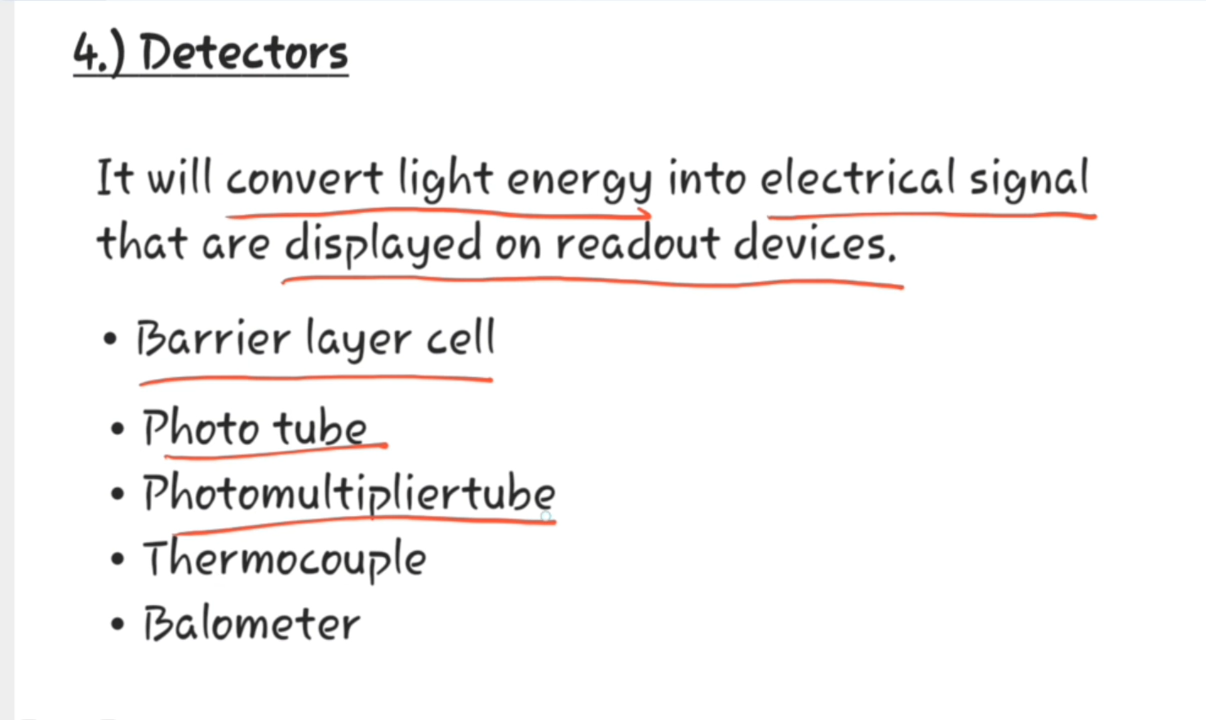 4.) Detectors
It will convert light energy into electrical signal
that are displayed on readout devices.
• Barrier layer cell
• Photo tube
• Photomultipliertube
• Thermocouple
• Balometer